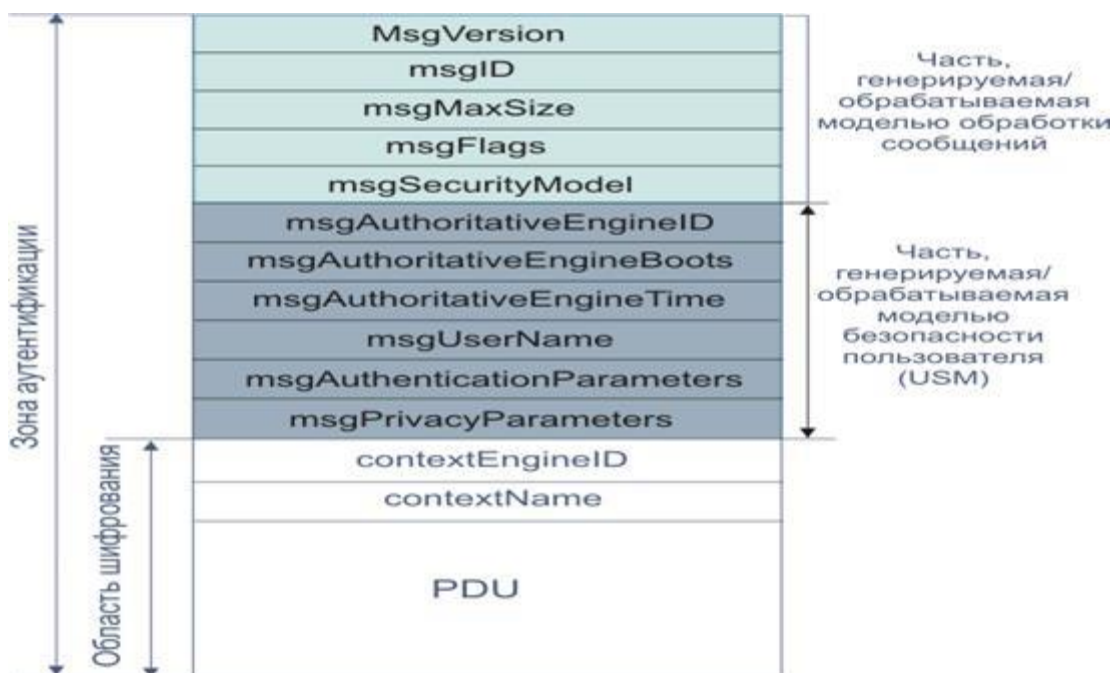 MsgVersion
msgID
msgMaxSize
msgFlags
msgSecurityModel
msgAuthoritativeEngineID
msgAuthoritativeEngineBoots
msgAuthoritativeEngineTime
msgUserName
msgAuthenticationParameters
msgPrivacyParameters
contextEngineID
contextName
PDU
Часть,
генерируемая/
обрабатываемая
моделью обработки
сообщений
Часть,
генерируемая/
обрабатываемая
моделью
безопасности
пользователя
(USM)
Зона аутентификации
Область шифрования